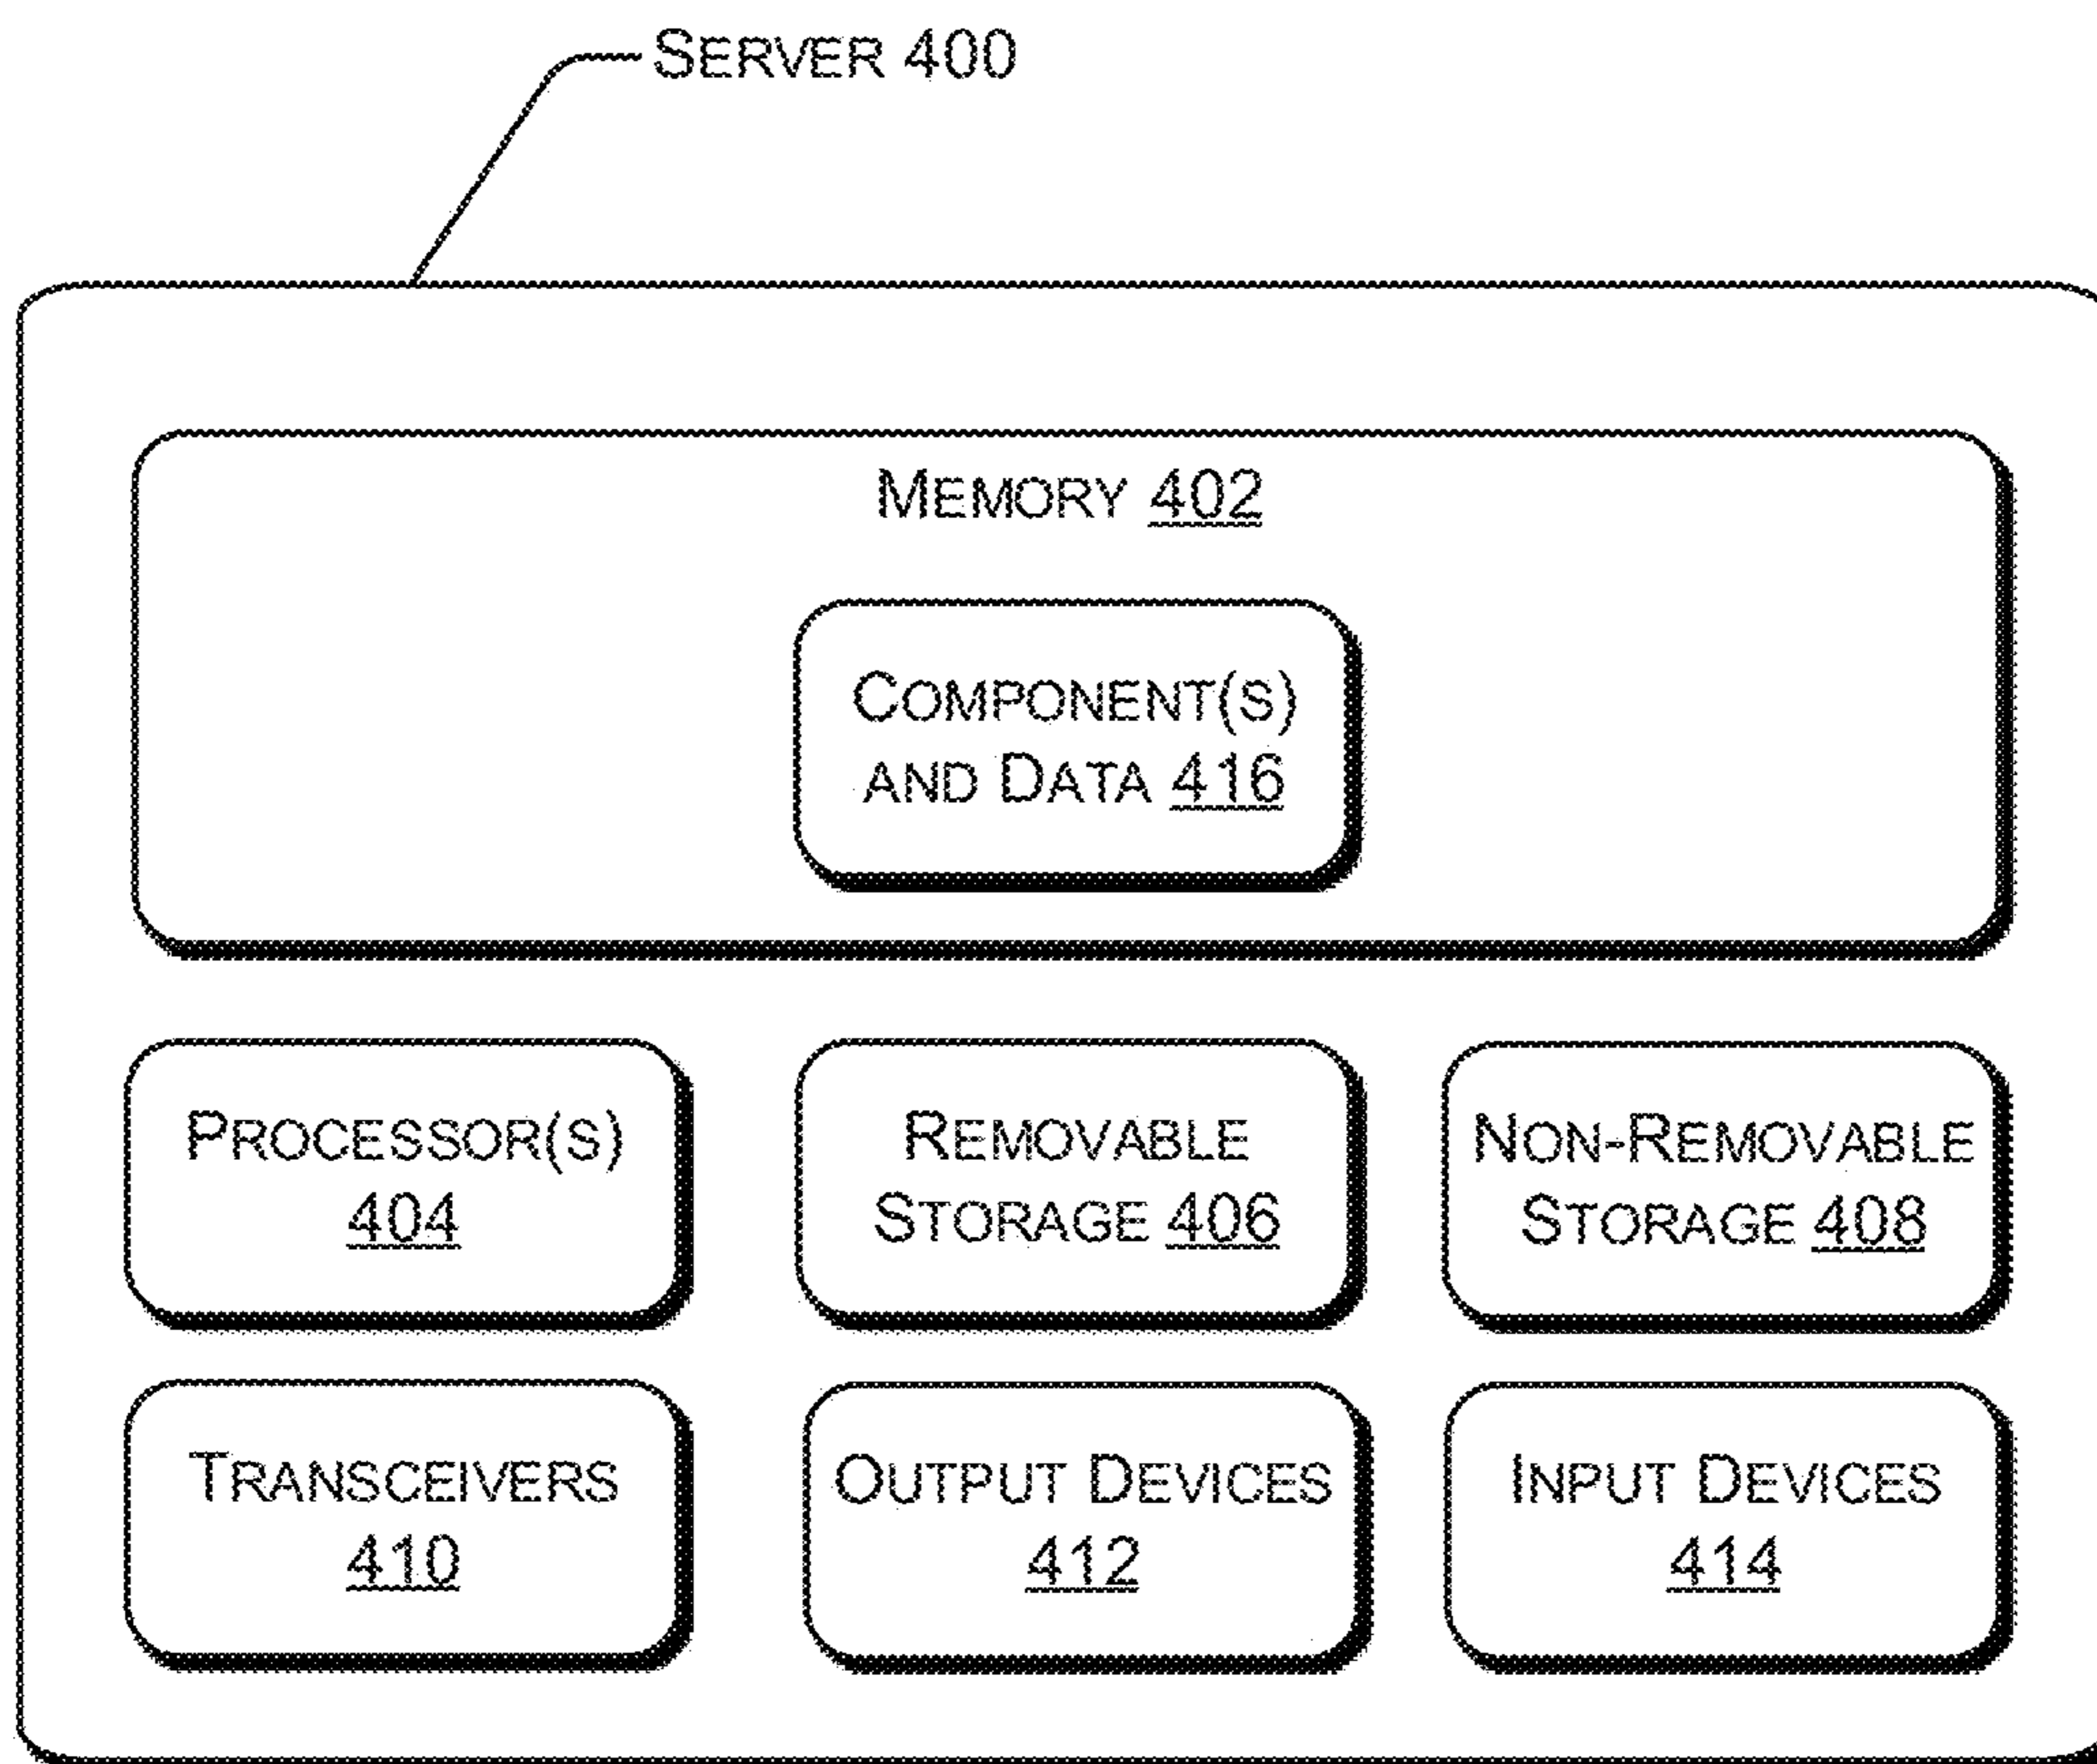 SERVER 400
MEMORY 402
COMPONENT(S)
AND DATA 416
PROCESSOR(S)
404
REMOVABLE
STORAGE 406
NON-REMOVABLE
STORAGE 408
TRANSCEIVERS
410
OUTPUT DEVICES
412
INPUT DEVICES
414